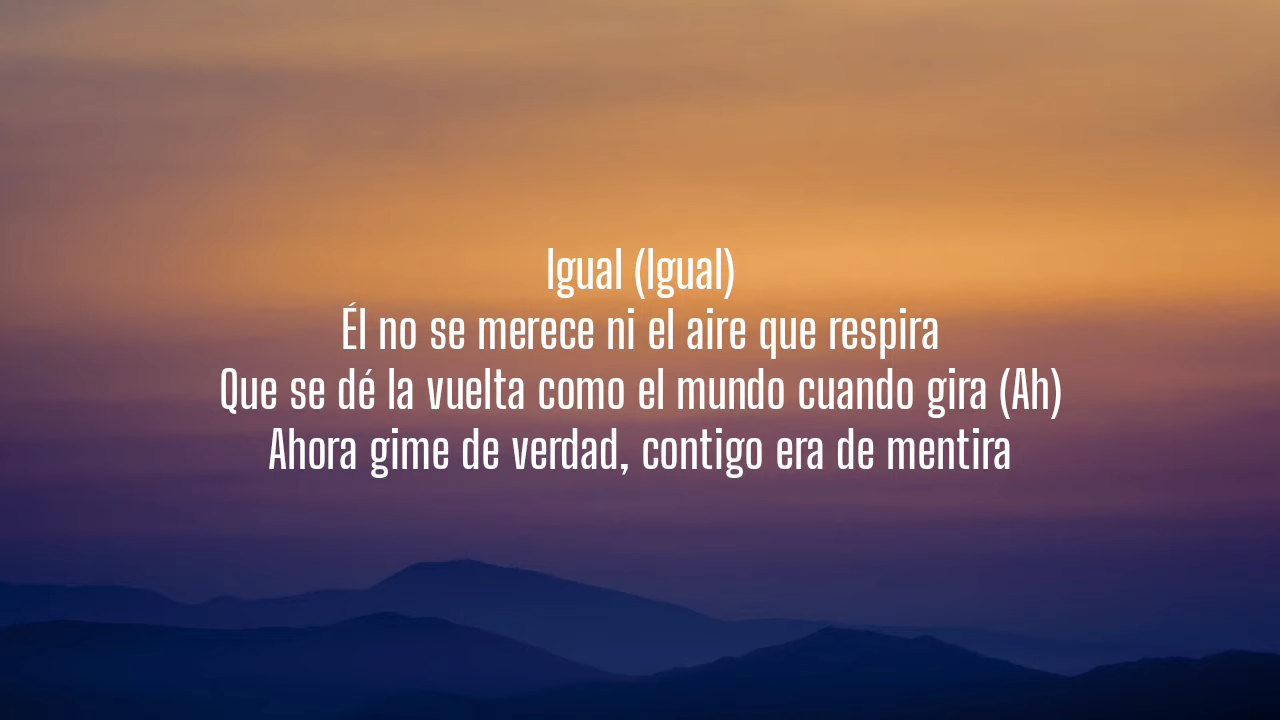 Igual (Igual)
Él no se merece ni el aire que respira
Que se dé la vuelta como el mundo cuando gira (Ah)
Ahora gime de verdad, contigo era de mentira